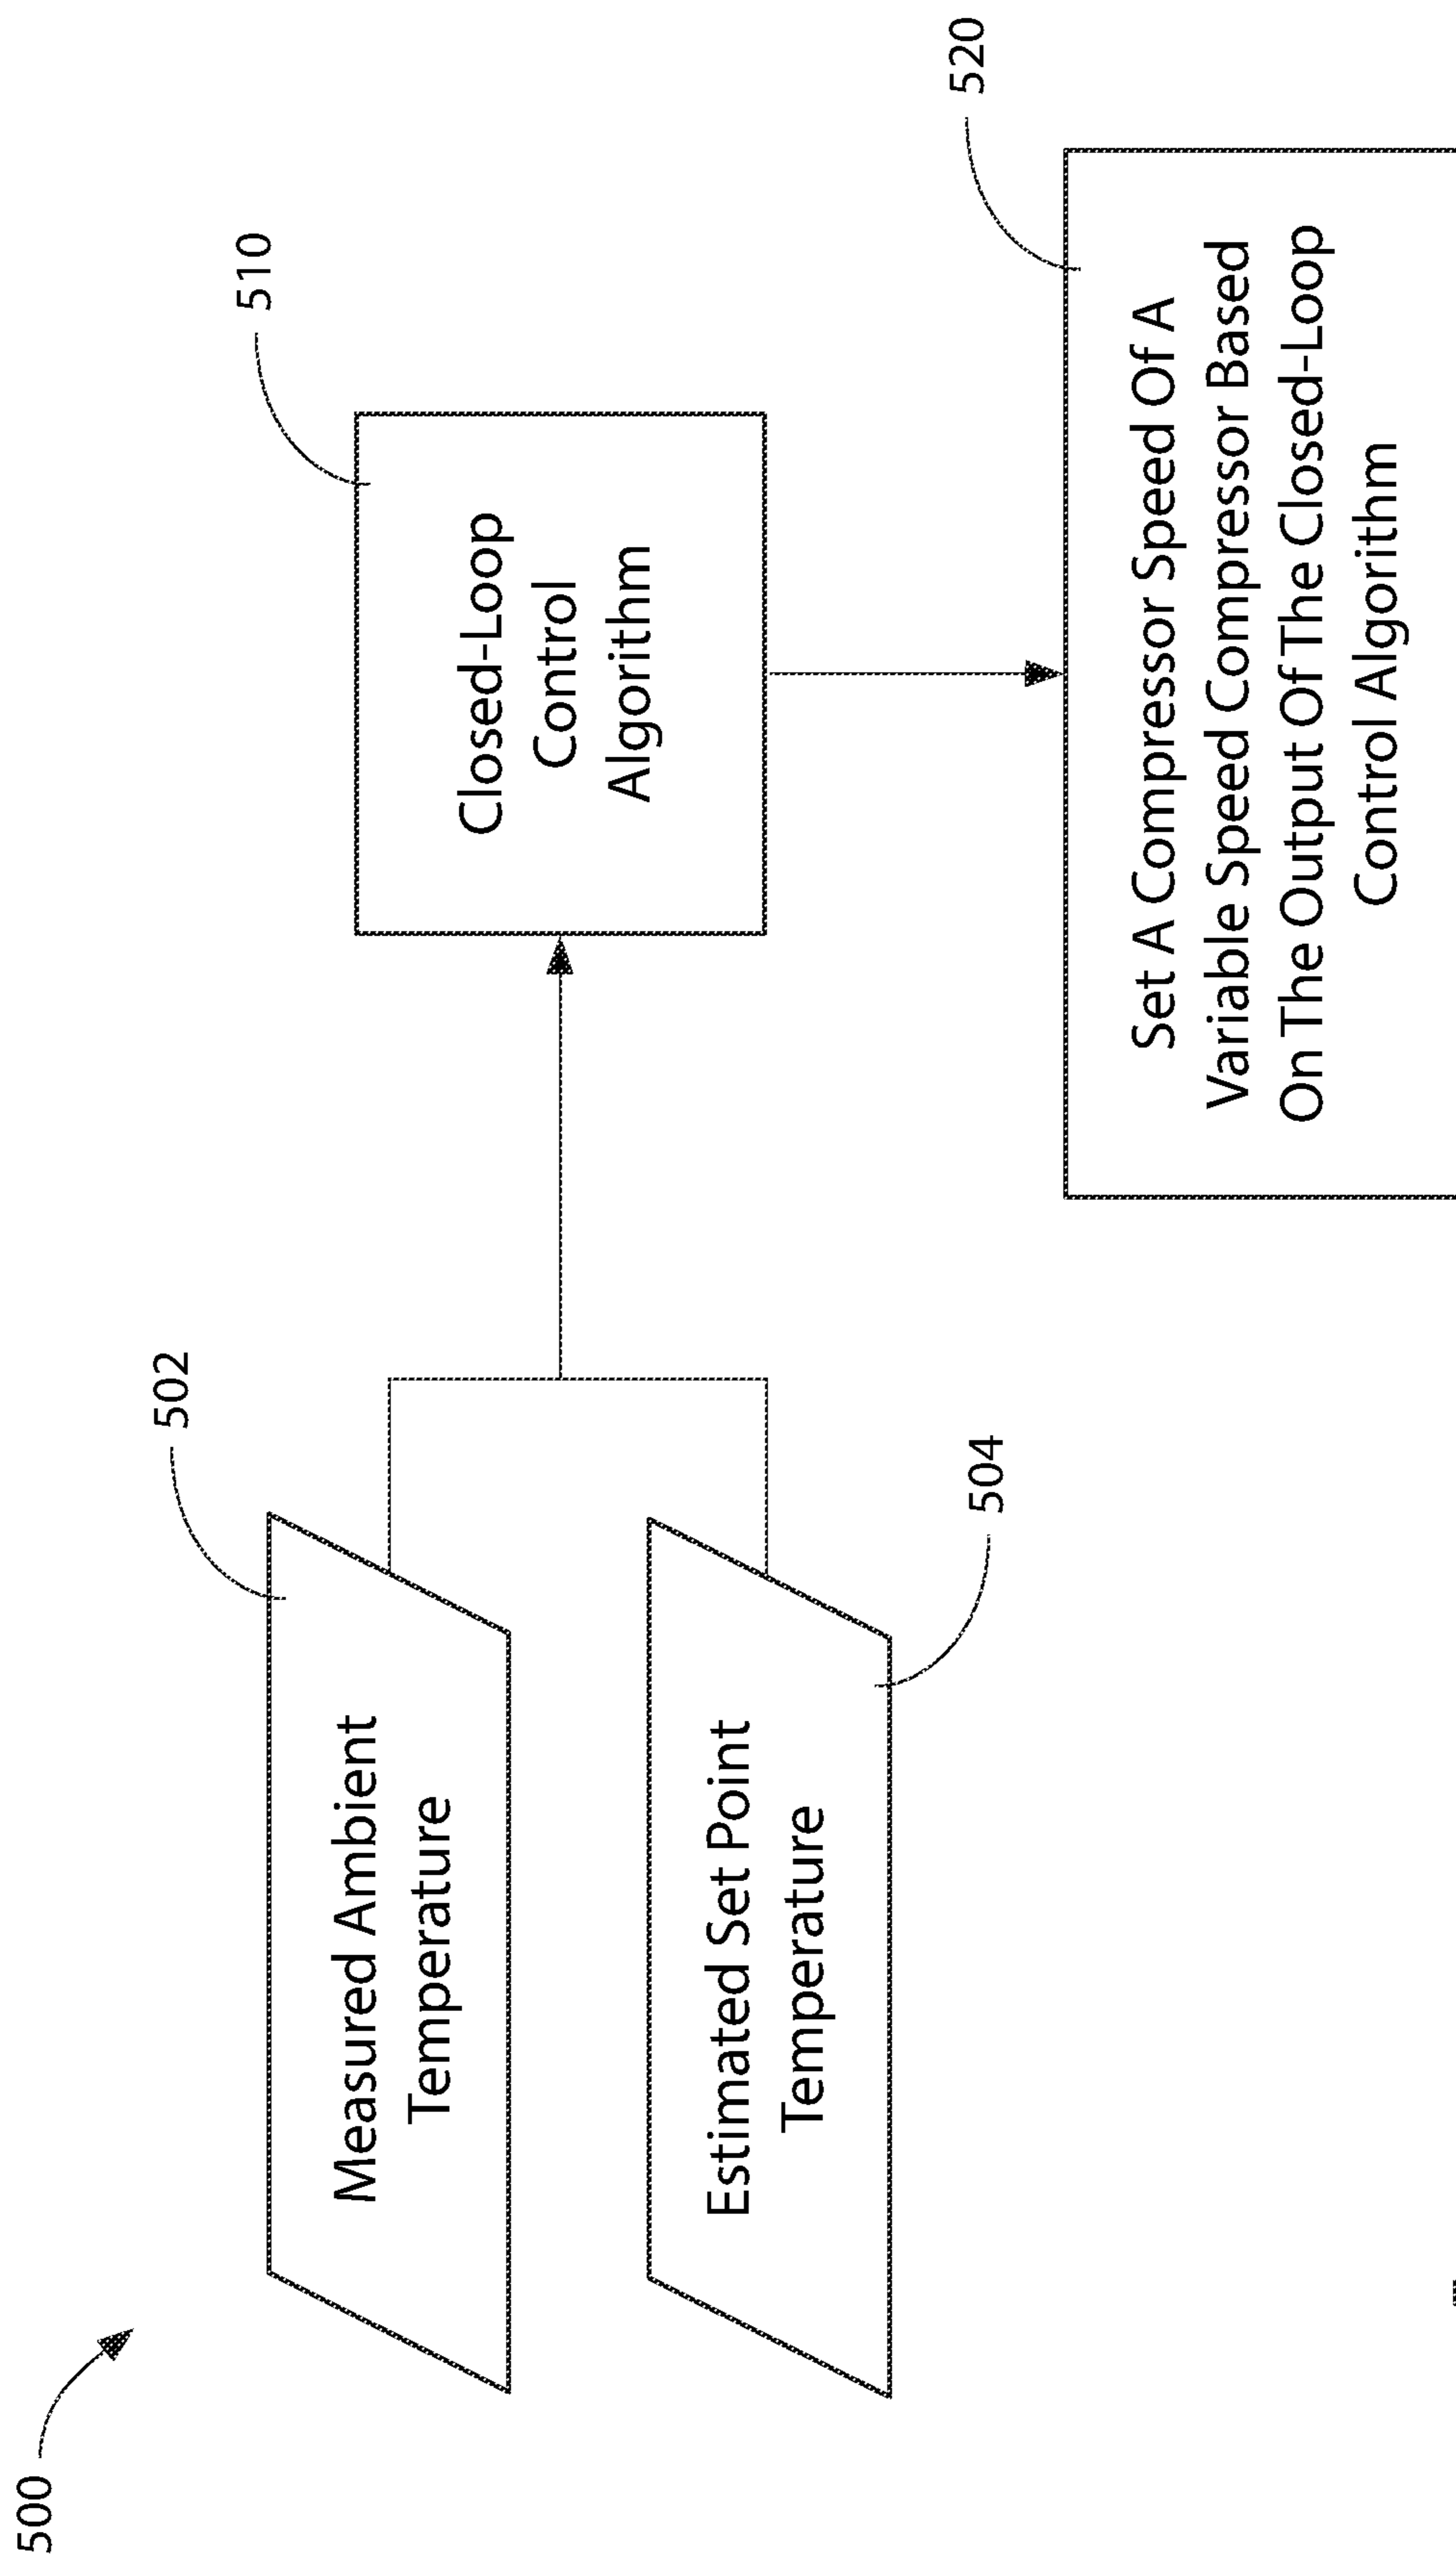 500
502
Measured Ambient
Temperature
504
Estimated Set Point
Temperature
510
Closed-Loop
Control
Algorithm
520
Set A Compressor Speed Of A
Variable Speed Compressor Based
On The Output Of The Closed-Loop
Control Algorithm